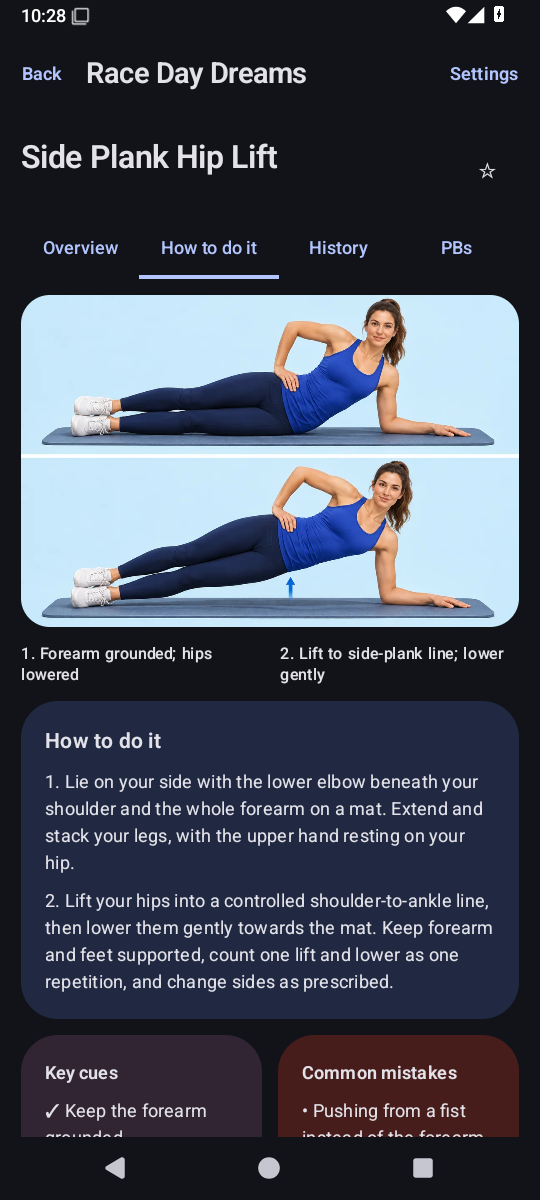 10:28
Back
Race Day Dreams
Settings
Side Plank Hip Lift
Overview
How to do it
History
PBs
1. Forearm grounded; hips
lowered
2. Lift to side-plank line; lower
gently
How to do it
1. Lie on your side with the lower elbow beneath your
shoulder and the whole forearm on a mat. Extend and
stack your legs, with the upper hand resting on your
hip.
2. Lift your hips into a controlled shoulder-to-ankle line,
then lower them gently towards the mat. Keep forearm
and feet supported, count one lift and lower as one
repetition, and change sides as prescribed.
Key cues
✓ Keep the forearm
grounded
Common mistakes
• Pushing from a fist
instead of the forearm